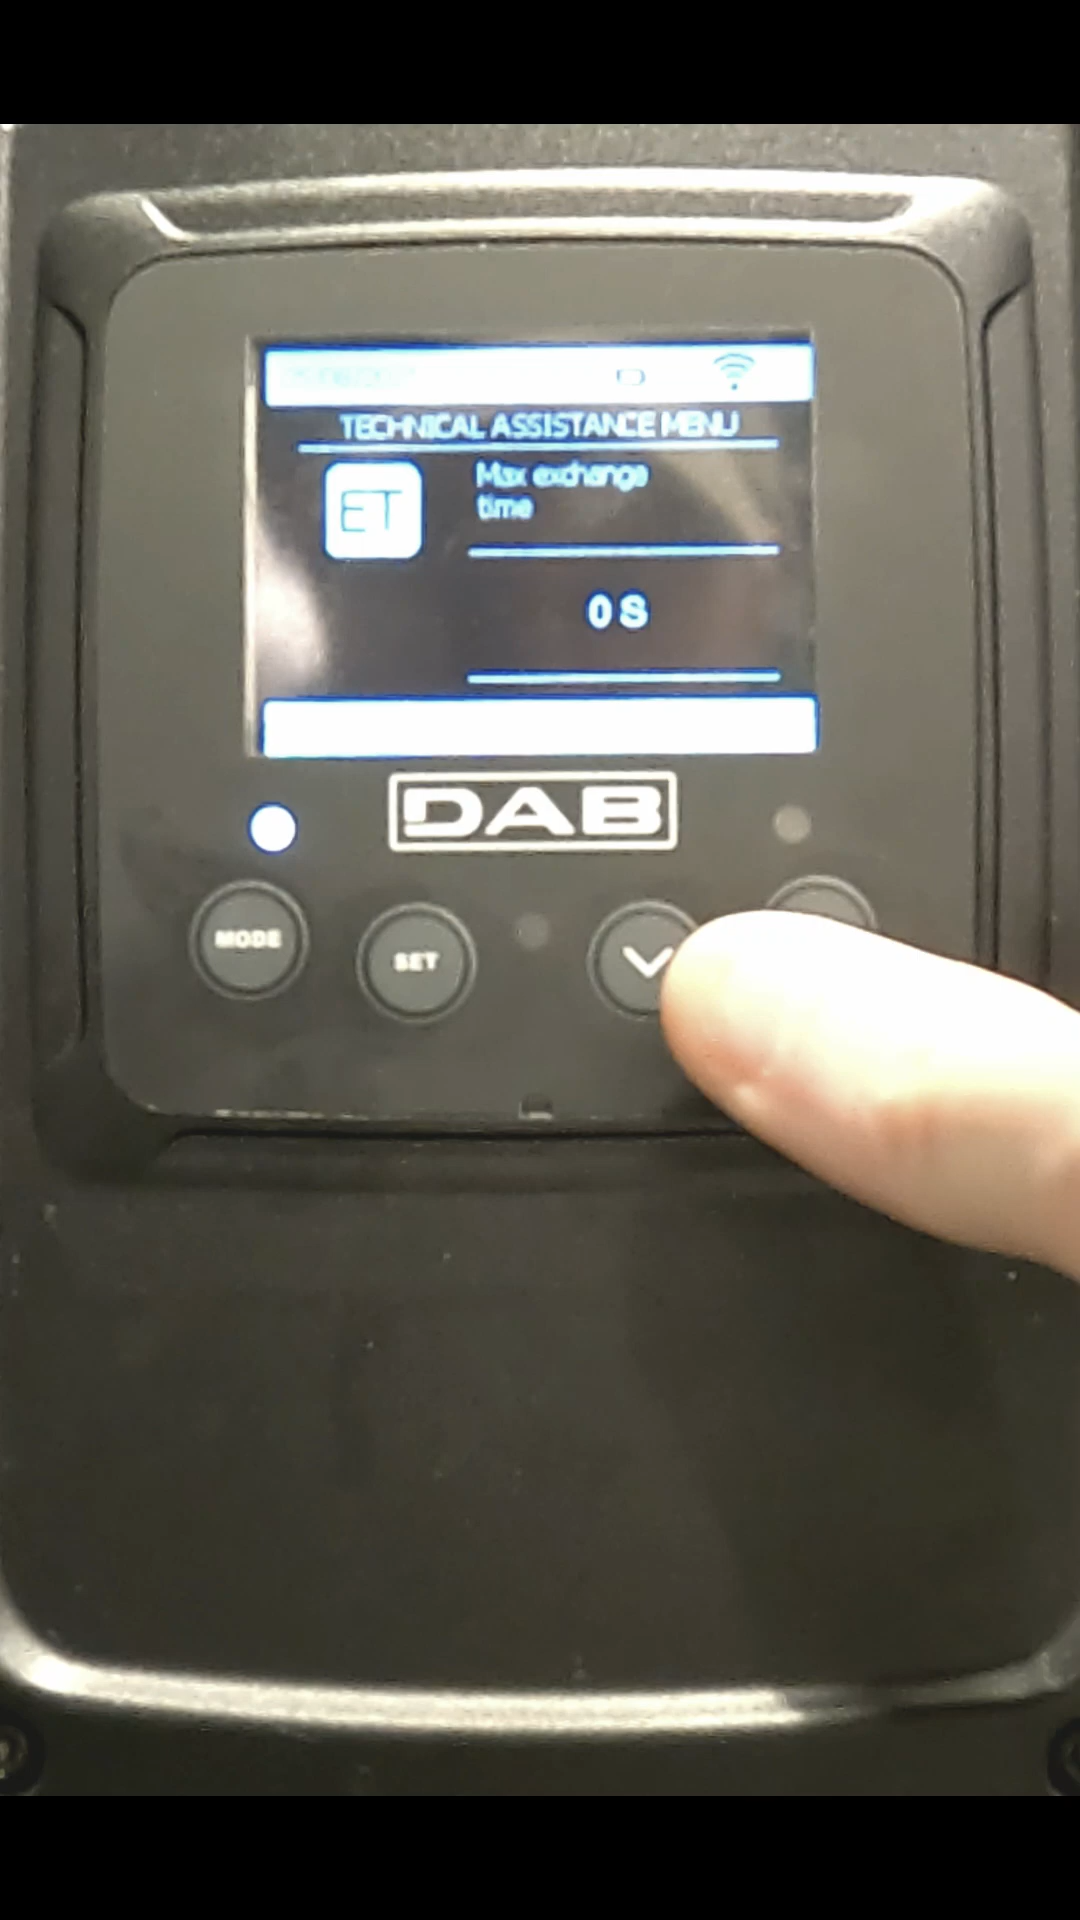 TECHNICAL ASSISTANCE MENU
ET
Max exchange
time
0 S
DAB
MODE
SET